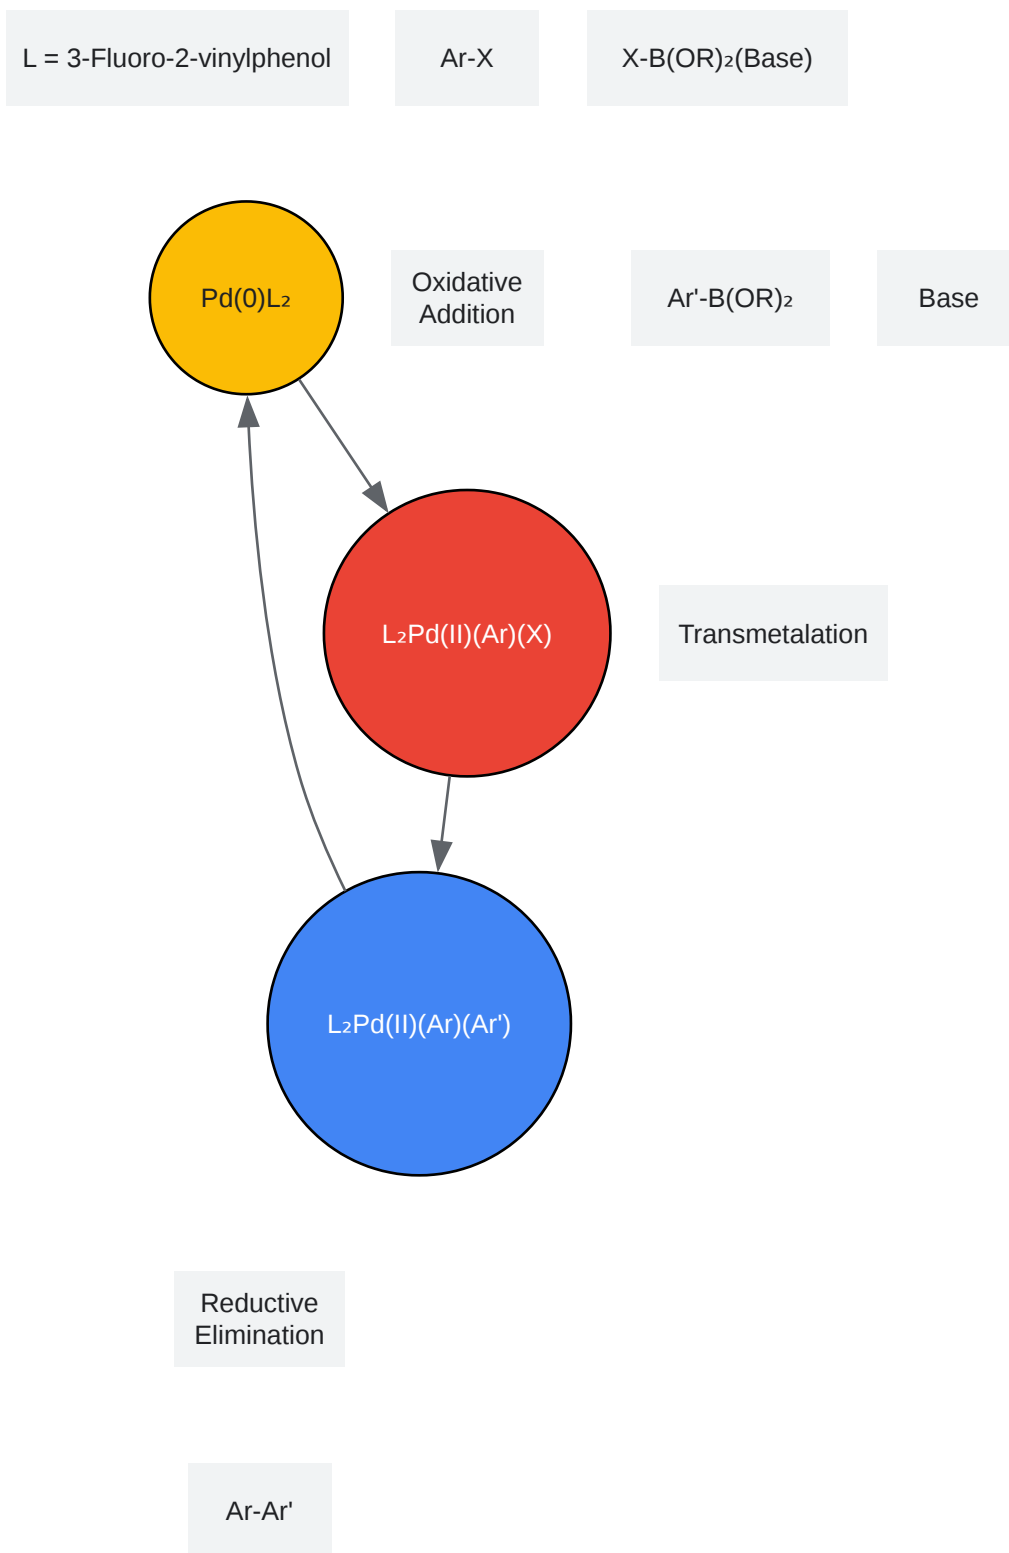 L = 3-Fluoro-2-vinylphenol
Ar-X
X-B(OR)₂(Base)
Pd(0)L₂
Oxidative
Addition
Ar'-B(OR)₂
Base
L₂Pd(II)(Ar)(X)
Transmetalation
L₂Pd(II)(Ar)(Ar')
Reductive
Elimination
Ar-Ar'